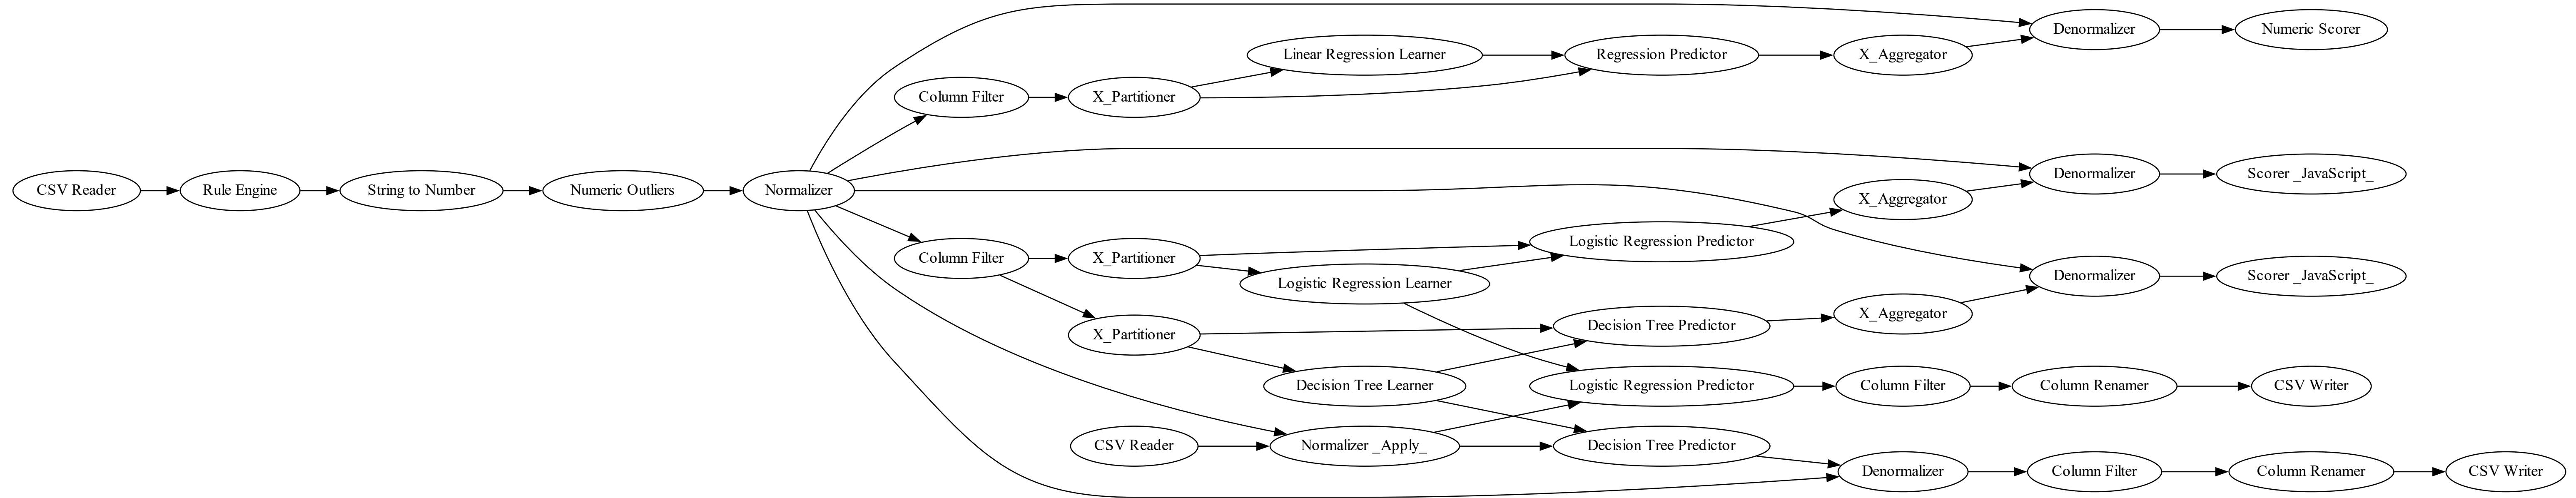 Denormalizer
Numeric Scorer
Linear Regression Learner
Regression Predictor
X_Aggregator
Column Filter
X_Partitioner
CSV Reader
Rule Engine
String to Number
Numeric Outliers
Normalizer
Denormalizer
Scorer _JavaScript_
X_Aggregator
Column Filter
X_Partitioner
Logistic Regression Predictor
Logistic Regression Learner
Denormalizer
Scorer _JavaScript_
X_Aggregator
X_Partitioner
Decision Tree Predictor
Decision Tree Learner
Logistic Regression Predictor
Column Filter
Column Renamer
CSV Writer
CSV Reader
Normalizer _Apply_
Decision Tree Predictor
Denormalizer
Column Filter
Column Renamer
CSV Writer